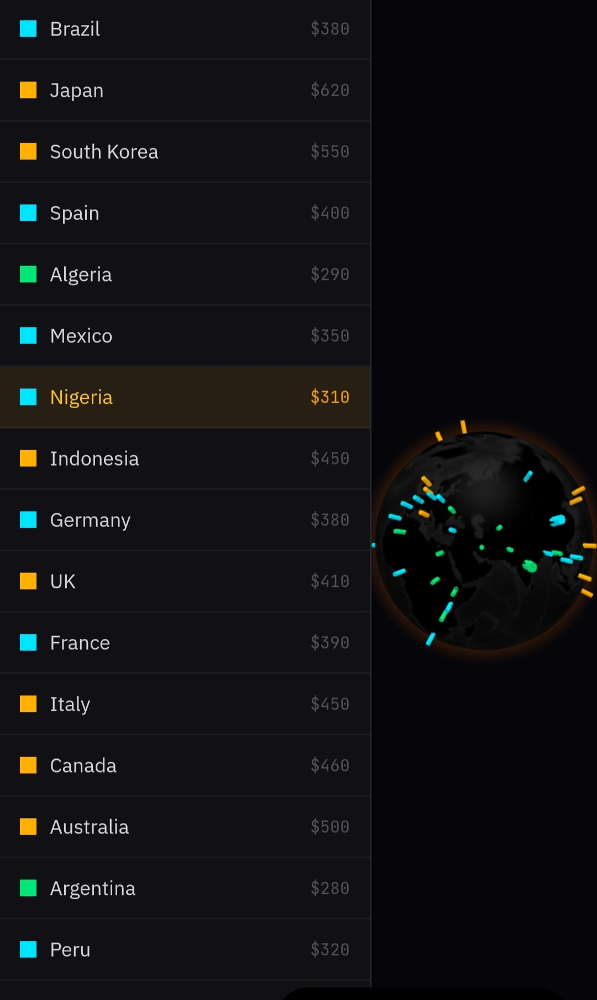 Brazil $380
Japan $620
South Korea $550
Spain $400
Algeria $290
Mexico $350
Nigeria $310
Indonesia $450
Germany $380
UK $410
France $390
Italy $450
Canada $460
Australia $500
Argentina $280
Peru $320